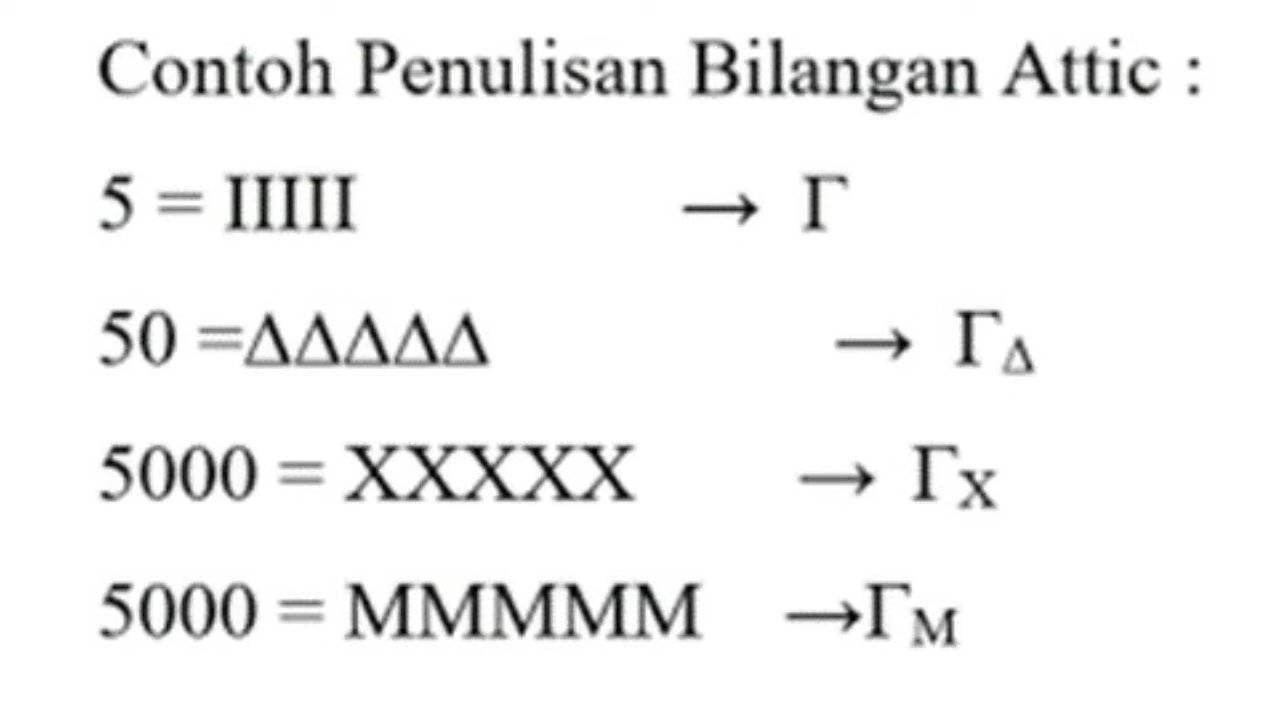 Contoh Penulisan Bilangan Attic :
5 = IIIII → Γ
50 =ΔΔΔΔΔ → ΓΔ
5000 = XXXXX → ΓX
5000 = MMMMM →ΓM